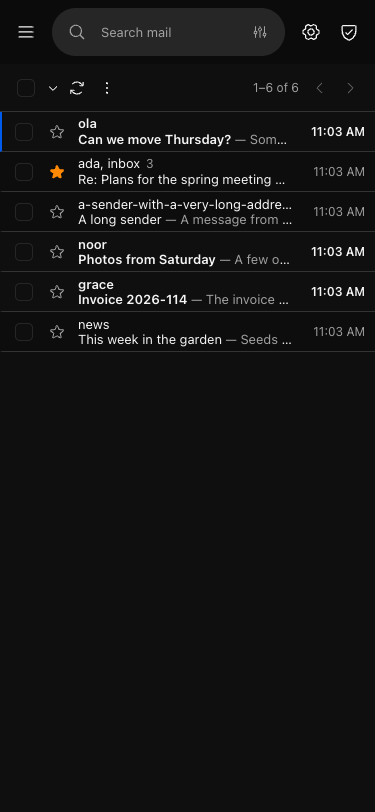 Search mail
1–6 of 6
ola
Can we move Thursday? — Som...
11:03 AM
ada, inbox 3
Re: Plans for the spring meeting ...
11:03 AM
a-sender-with-a-very-long-addre...
A long sender — A message from ...
11:03 AM
noor
Photos from Saturday — A few o...
11:03 AM
grace
Invoice 2026-114 — The invoice ...
11:03 AM
news
This week in the garden — Seeds ...
11:03 AM